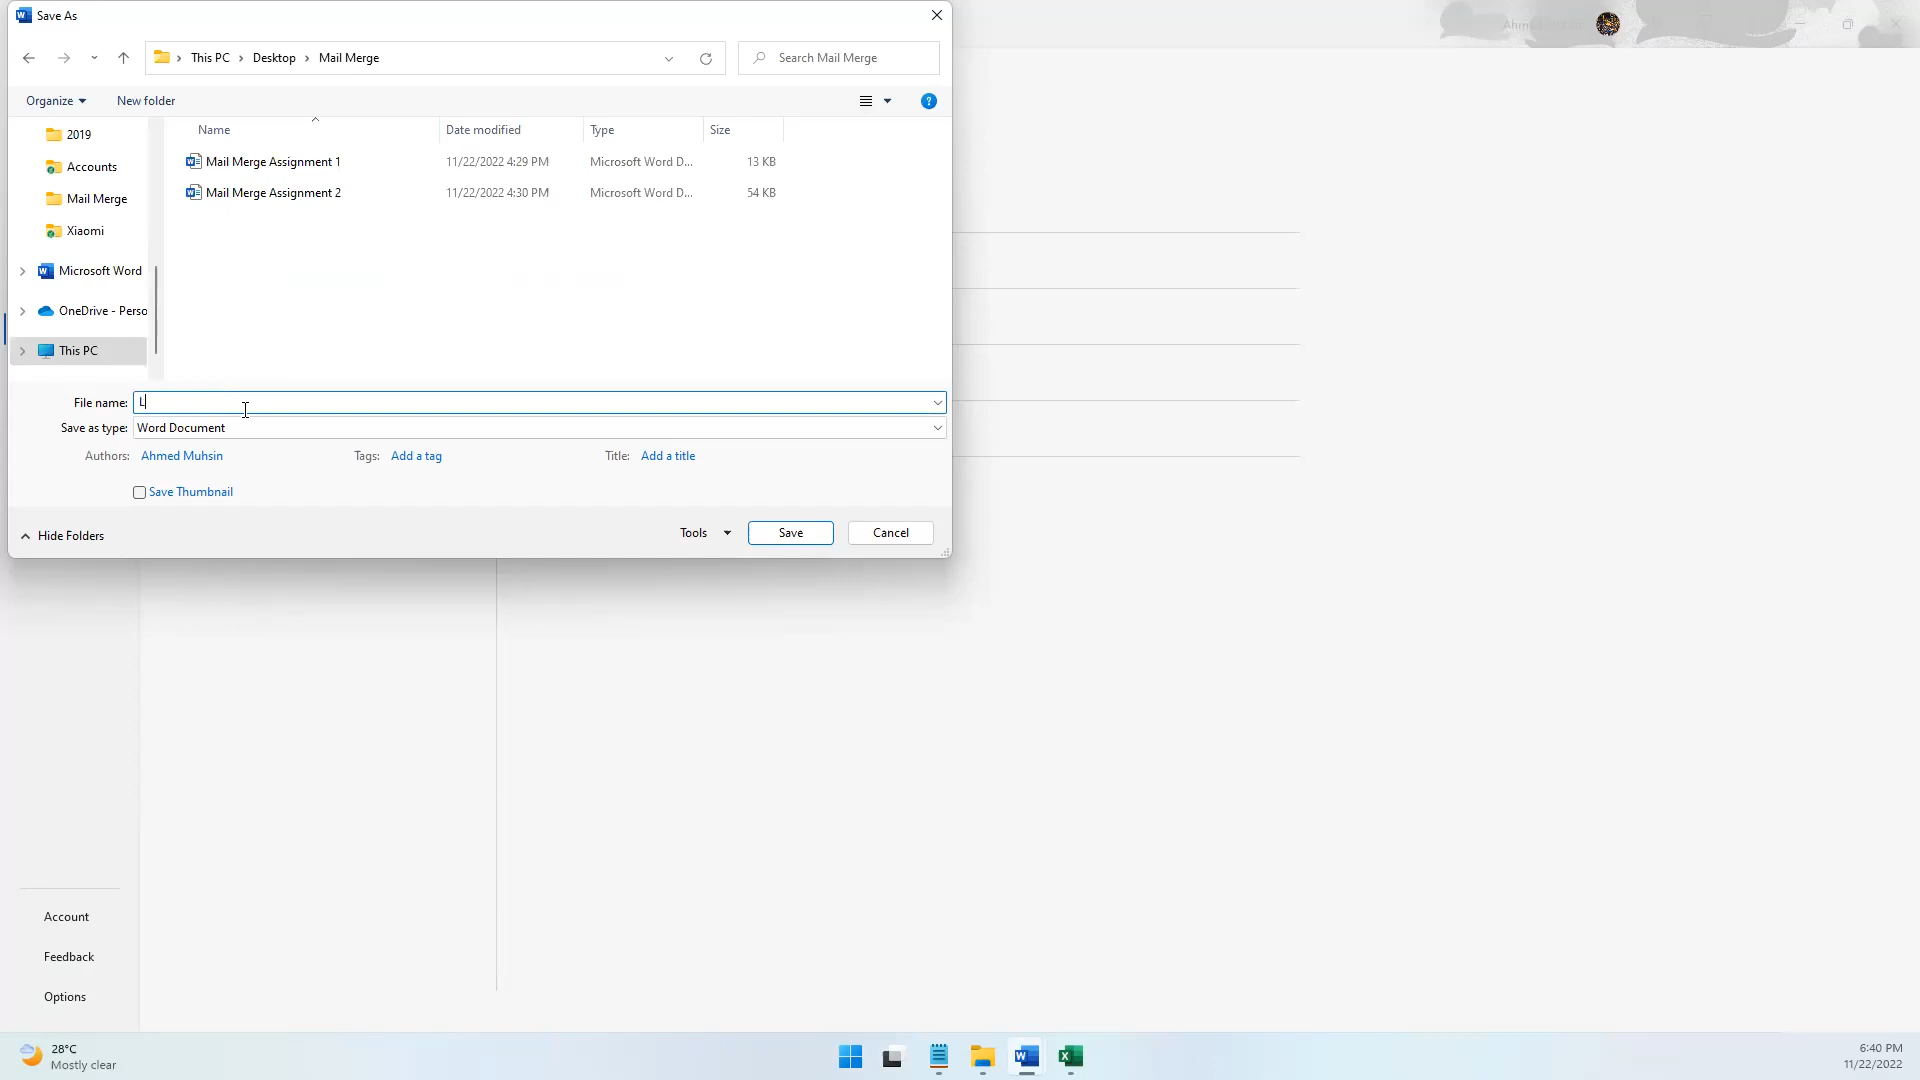 Save As
This PC › Desktop › Mail Merge
Search Mail Merge
Organize
New folder
Name
Date modified
Type
Size
2019
Accounts
Mail Merge
Xiaomi
Microsoft Word
OneDrive - Perso
This PC
Mail Merge Assignment 1 11/22/2022 4:29 PM Microsoft Word D... 13 KB
Mail Merge Assignment 2 11/22/2022 4:30 PM Microsoft Word D... 54 KB
File name: L
Save as type: Word Document
Authors: Ahmed Muhsin
Tags: Add a tag
Title: Add a title
Save Thumbnail
Hide Folders
Tools
Save
Cancel
Account
Feedback
Options
28°C
Mostly clear
6:40 PM
11/22/2022